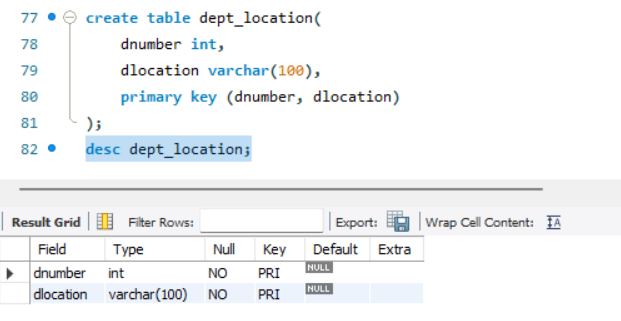 77 create table dept_location(
78 dnumber int,
79 dlocation varchar(100),
80 primary key (dnumber, dlocation)
81 );
82 desc dept_location;
Result Grid Filter Rows: Export: Wrap Cell Content: IA
Field Type Null Key Default Extra
dnumber int NO PRI NULL
dlocation varchar(100) NO PRI NULL